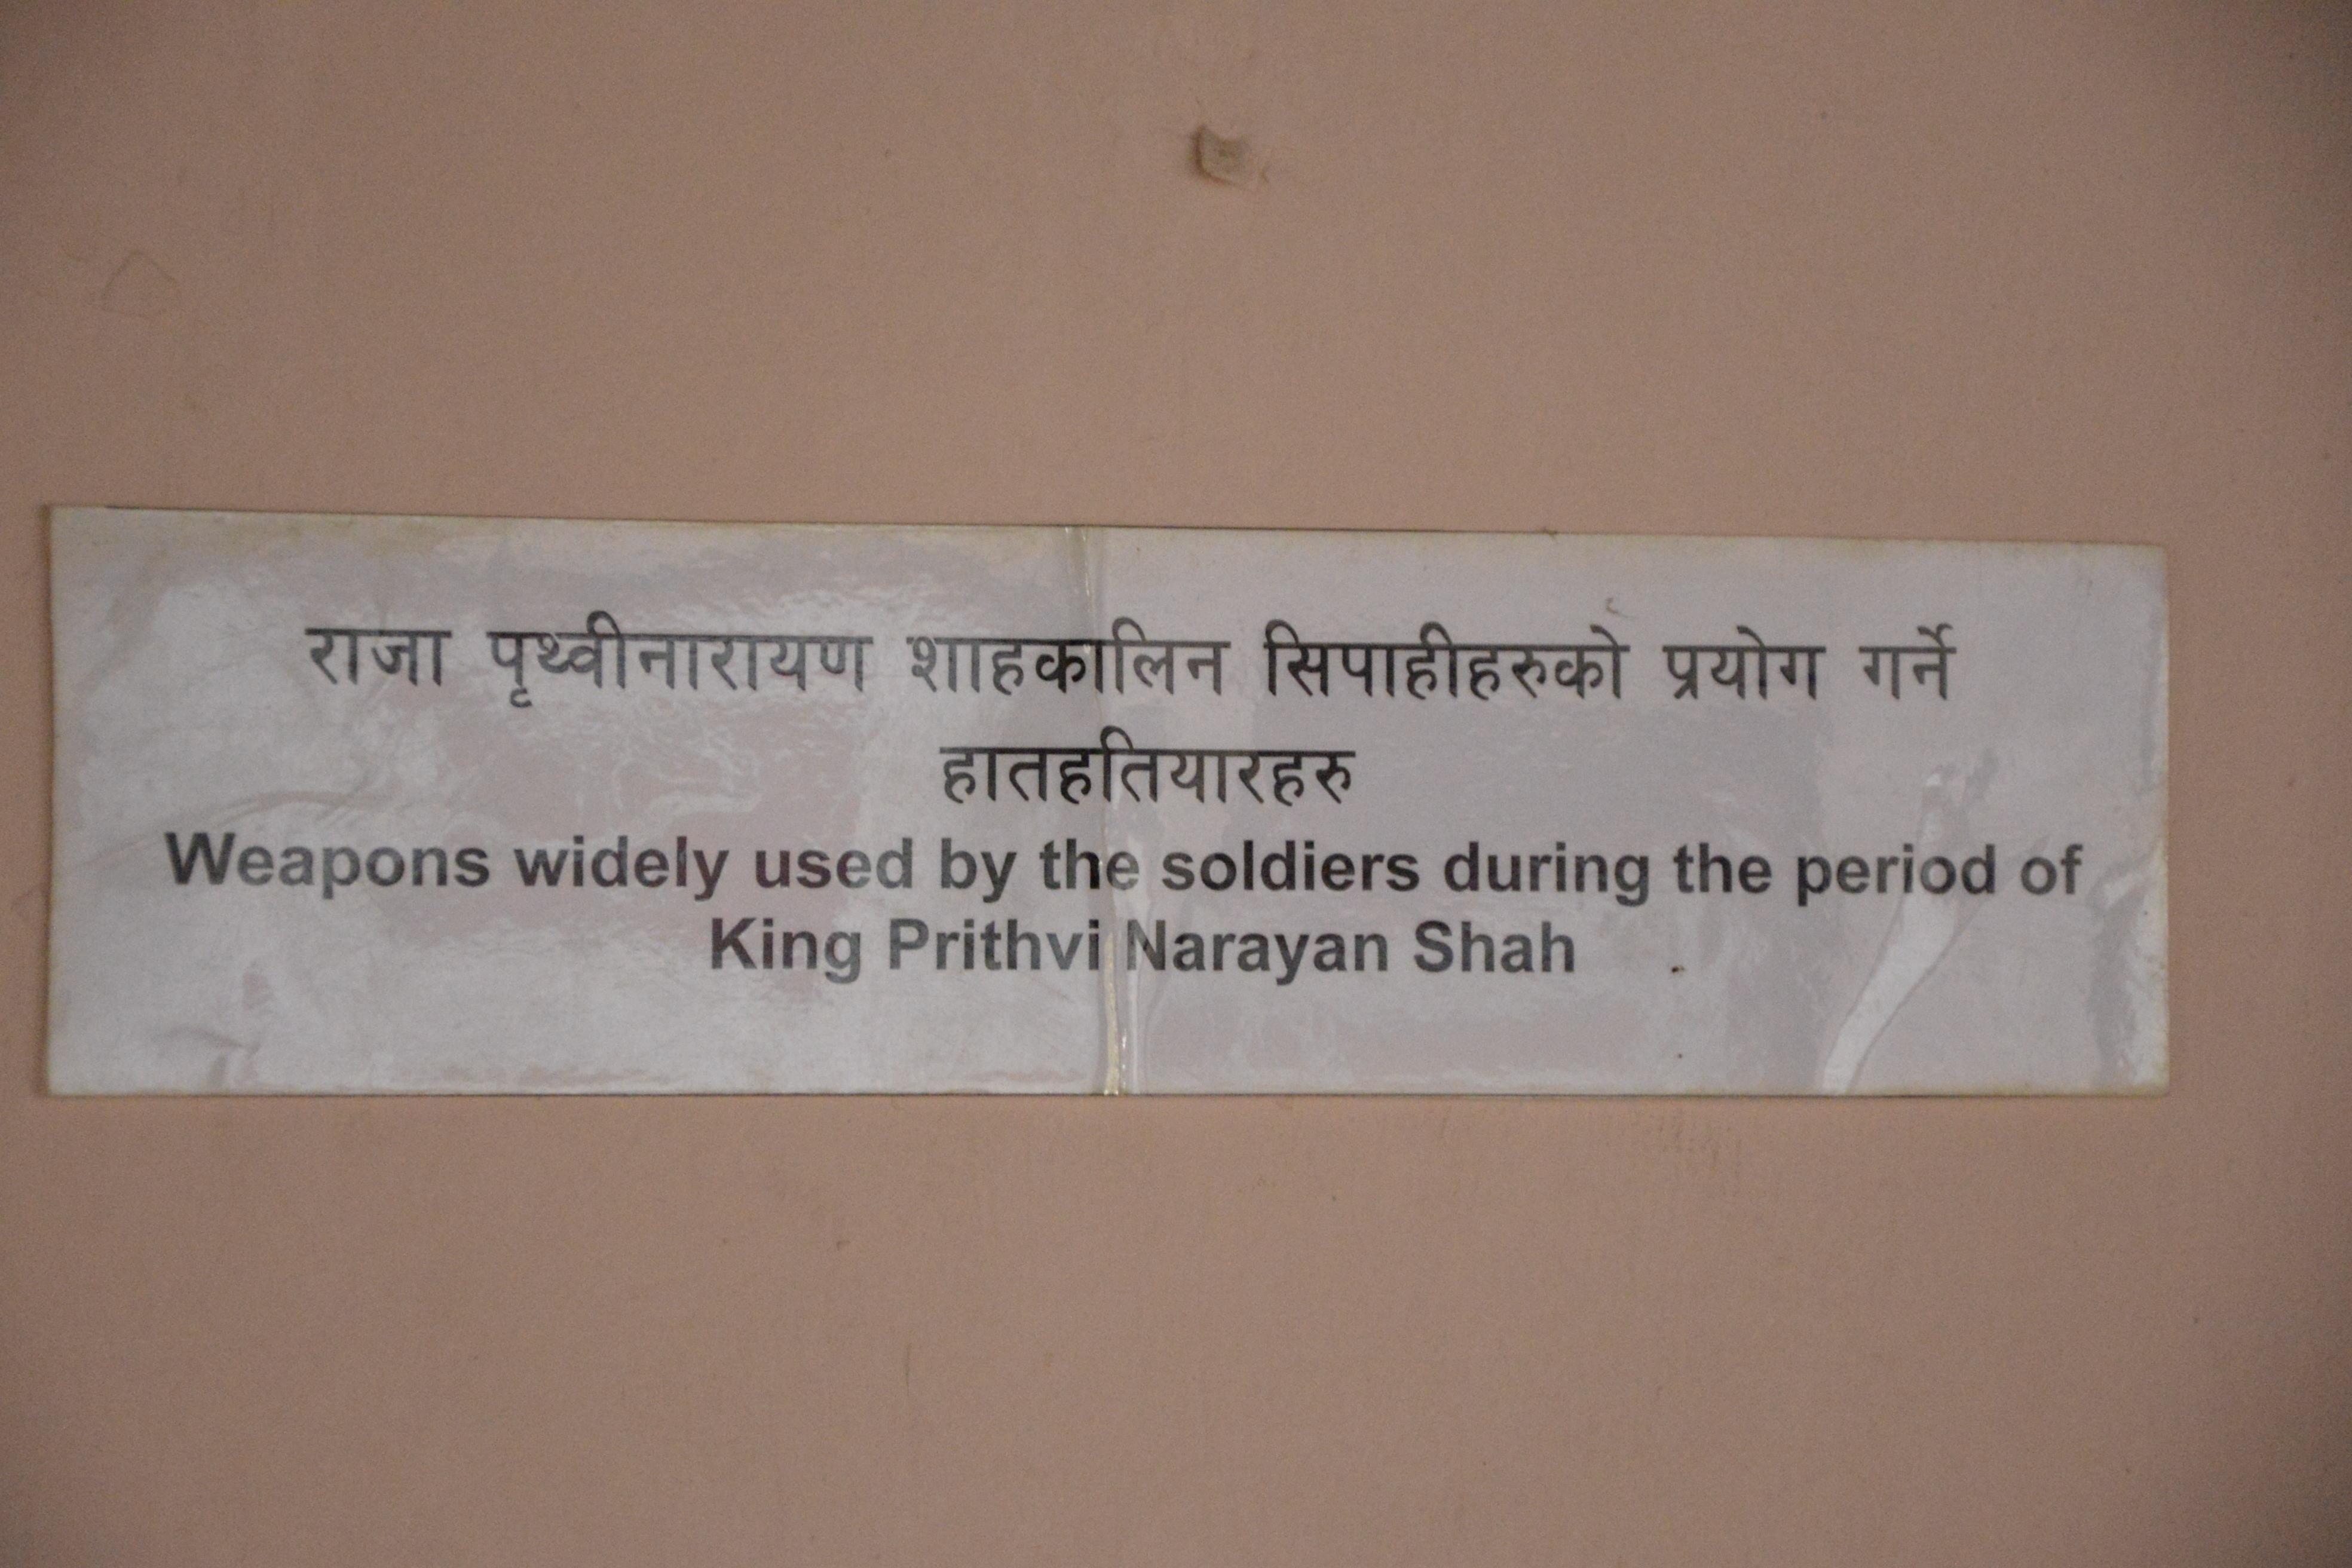 राजा पृथ्वीनारायण शाहकालिन सिपाहीहरुको प्रयोग गर्ने
हातहतियारहरु
Weapons widely used by the soldiers during the period of
King Prithvi Narayan Shah